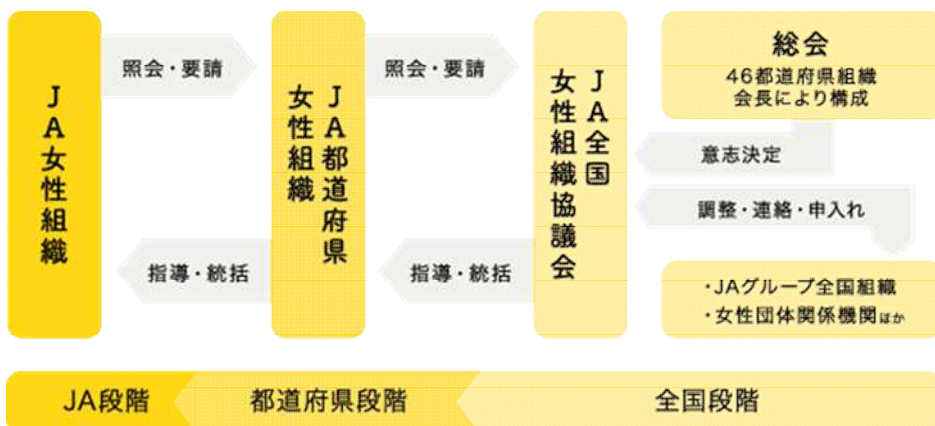 JA女性組織
照会・要請
指導・統括
JA都道府県
女性組織
照会・要請
指導・統括
JA全国
女性組織協議会
総会
46都道府県組織
会長により構成
意志決定
調整・連絡・申入れ
・JAグループ全国組織
・女性団体関係機関ほか
JA段階
都道府県段階
全国段階